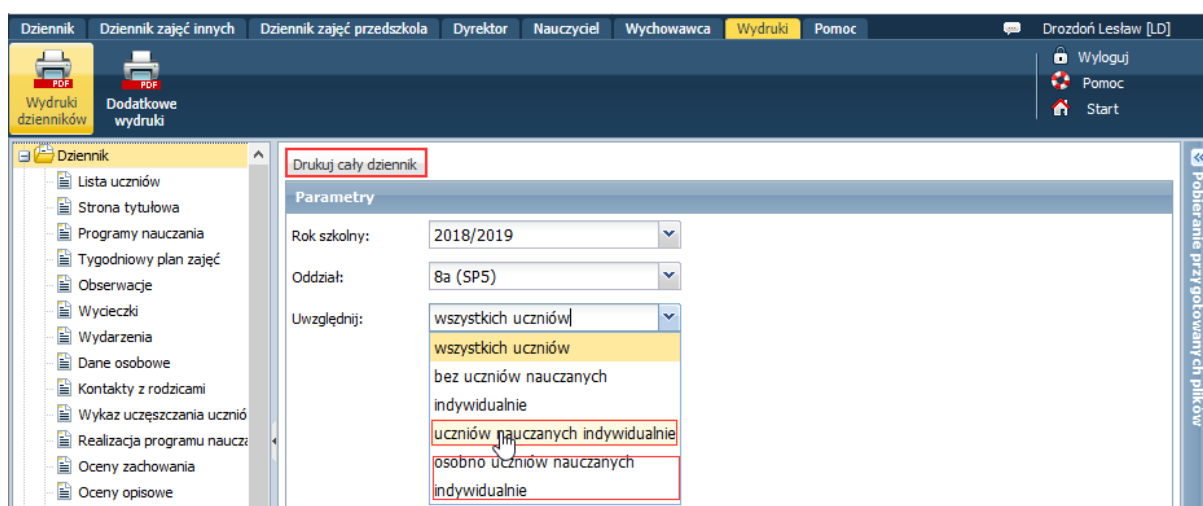 Dziennik Dziennik zajęć innych Dziennik zajęć przedszkola Dyrektor Nauczyciel Wychowawca Wydruki Pomoc Drozdoń Lesław [LD]
PDF
Wydruki
dzienników
PDF
Dodatkowe
wydruki
Wyloguj
Pomoc
Start
Dziennik
Lista uczniów
Strona tytułowa
Programy nauczania
Tygodniowy plan zajęć
Obserwacje
Wycieczki
Wydarzenia
Dane osobowe
Kontakty z rodzicami
Wykaz uczęszczania ucznió
Realizacja programu naucza
Oceny zachowania
Oceny opisowe
Drukuj cały dziennik
Parametry
Rok szkolny: 2018/2019
Oddział: 8a (SP5)
Uwzględnij: wszystkich uczniów
wszystkich uczniów
bez uczniów nauczanych
indywidualnie
uczniów nauczanych indywidualnie
osobno uczniów nauczanych
indywidualnie
Pobieranie przygotowanych plików